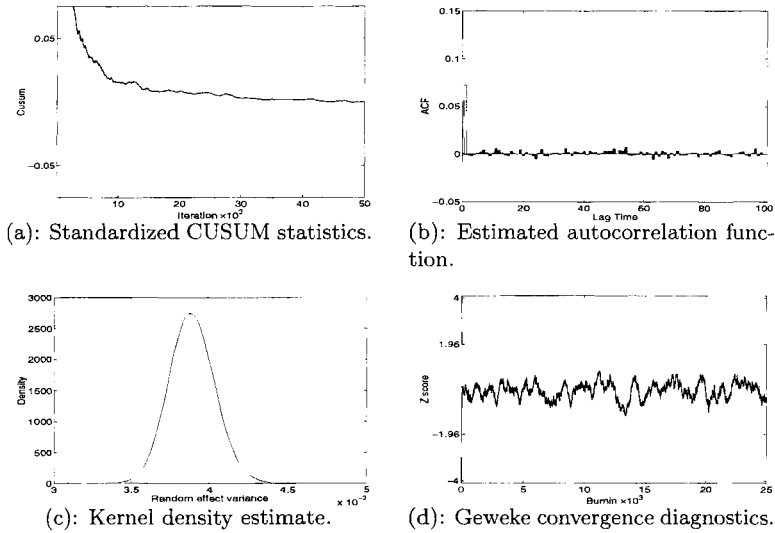 0.05
0
−0.05
Cusum
10 20 30 40 50
Iteration ×10³
(a): Standardized CUSUM statistics.
0.15
0.1
0.05
0
−0.05
ACF
0 20 40 60 80 100
Lag Time
(b): Estimated autocorrelation func-
tion.
3000
2500
2000
1500
1000
500
0
Density
3 3.5 4 4.5 5
Random effect variance
x 10⁻³
(c): Kernel density estimate.
4
1.96
−1.96
−4
Z score
0 5 10 15 20 25
Burnin ×10³
(d): Geweke convergence diagnostics.